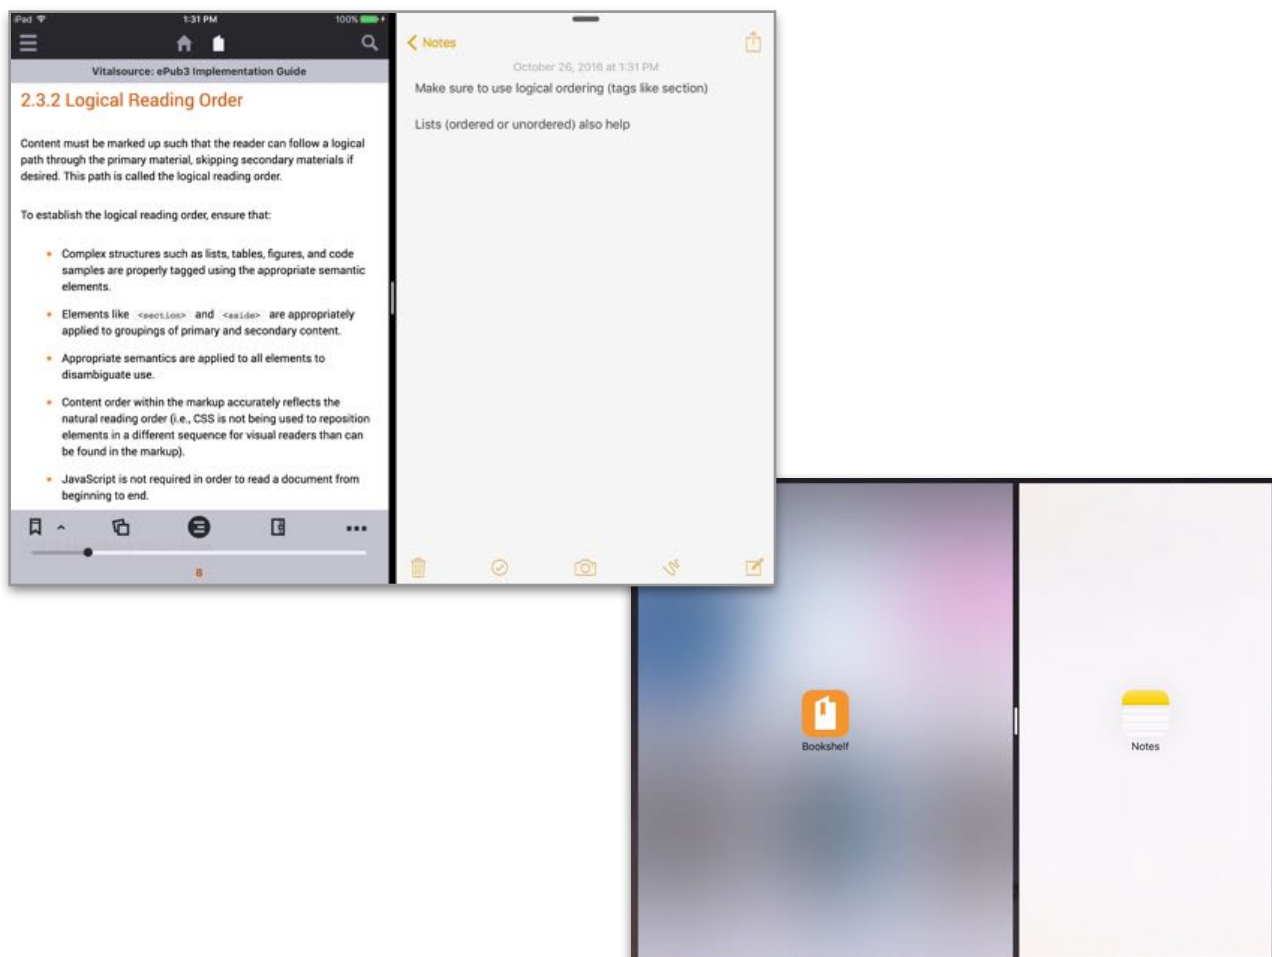 iPad 1:31 PM 100%
Vitalsource: ePub3 Implementation Guide
2.3.2 Logical Reading Order
Content must be marked up such that the reader can follow a logical
path through the primary material, skipping secondary materials if
desired. This path is called the logical reading order.
To establish the logical reading order, ensure that:
Complex structures such as lists, tables, figures, and code
samples are properly tagged using the appropriate semantic
elements.
Elements like <section> and <aside> are appropriately
applied to groupings of primary and secondary content.
Appropriate semantics are applied to all elements to
disambiguate use.
Content order within the markup accurately reflects the
natural reading order (i.e., CSS is not being used to reposition
elements in a different sequence for visual readers than can
be found in the markup).
JavaScript is not required in order to read a document from
beginning to end.
8
Notes
October 26, 2016 at 1:31 PM
Make sure to use logical ordering (tags like section)
Lists (ordered or unordered) also help
Bookshelf
Notes